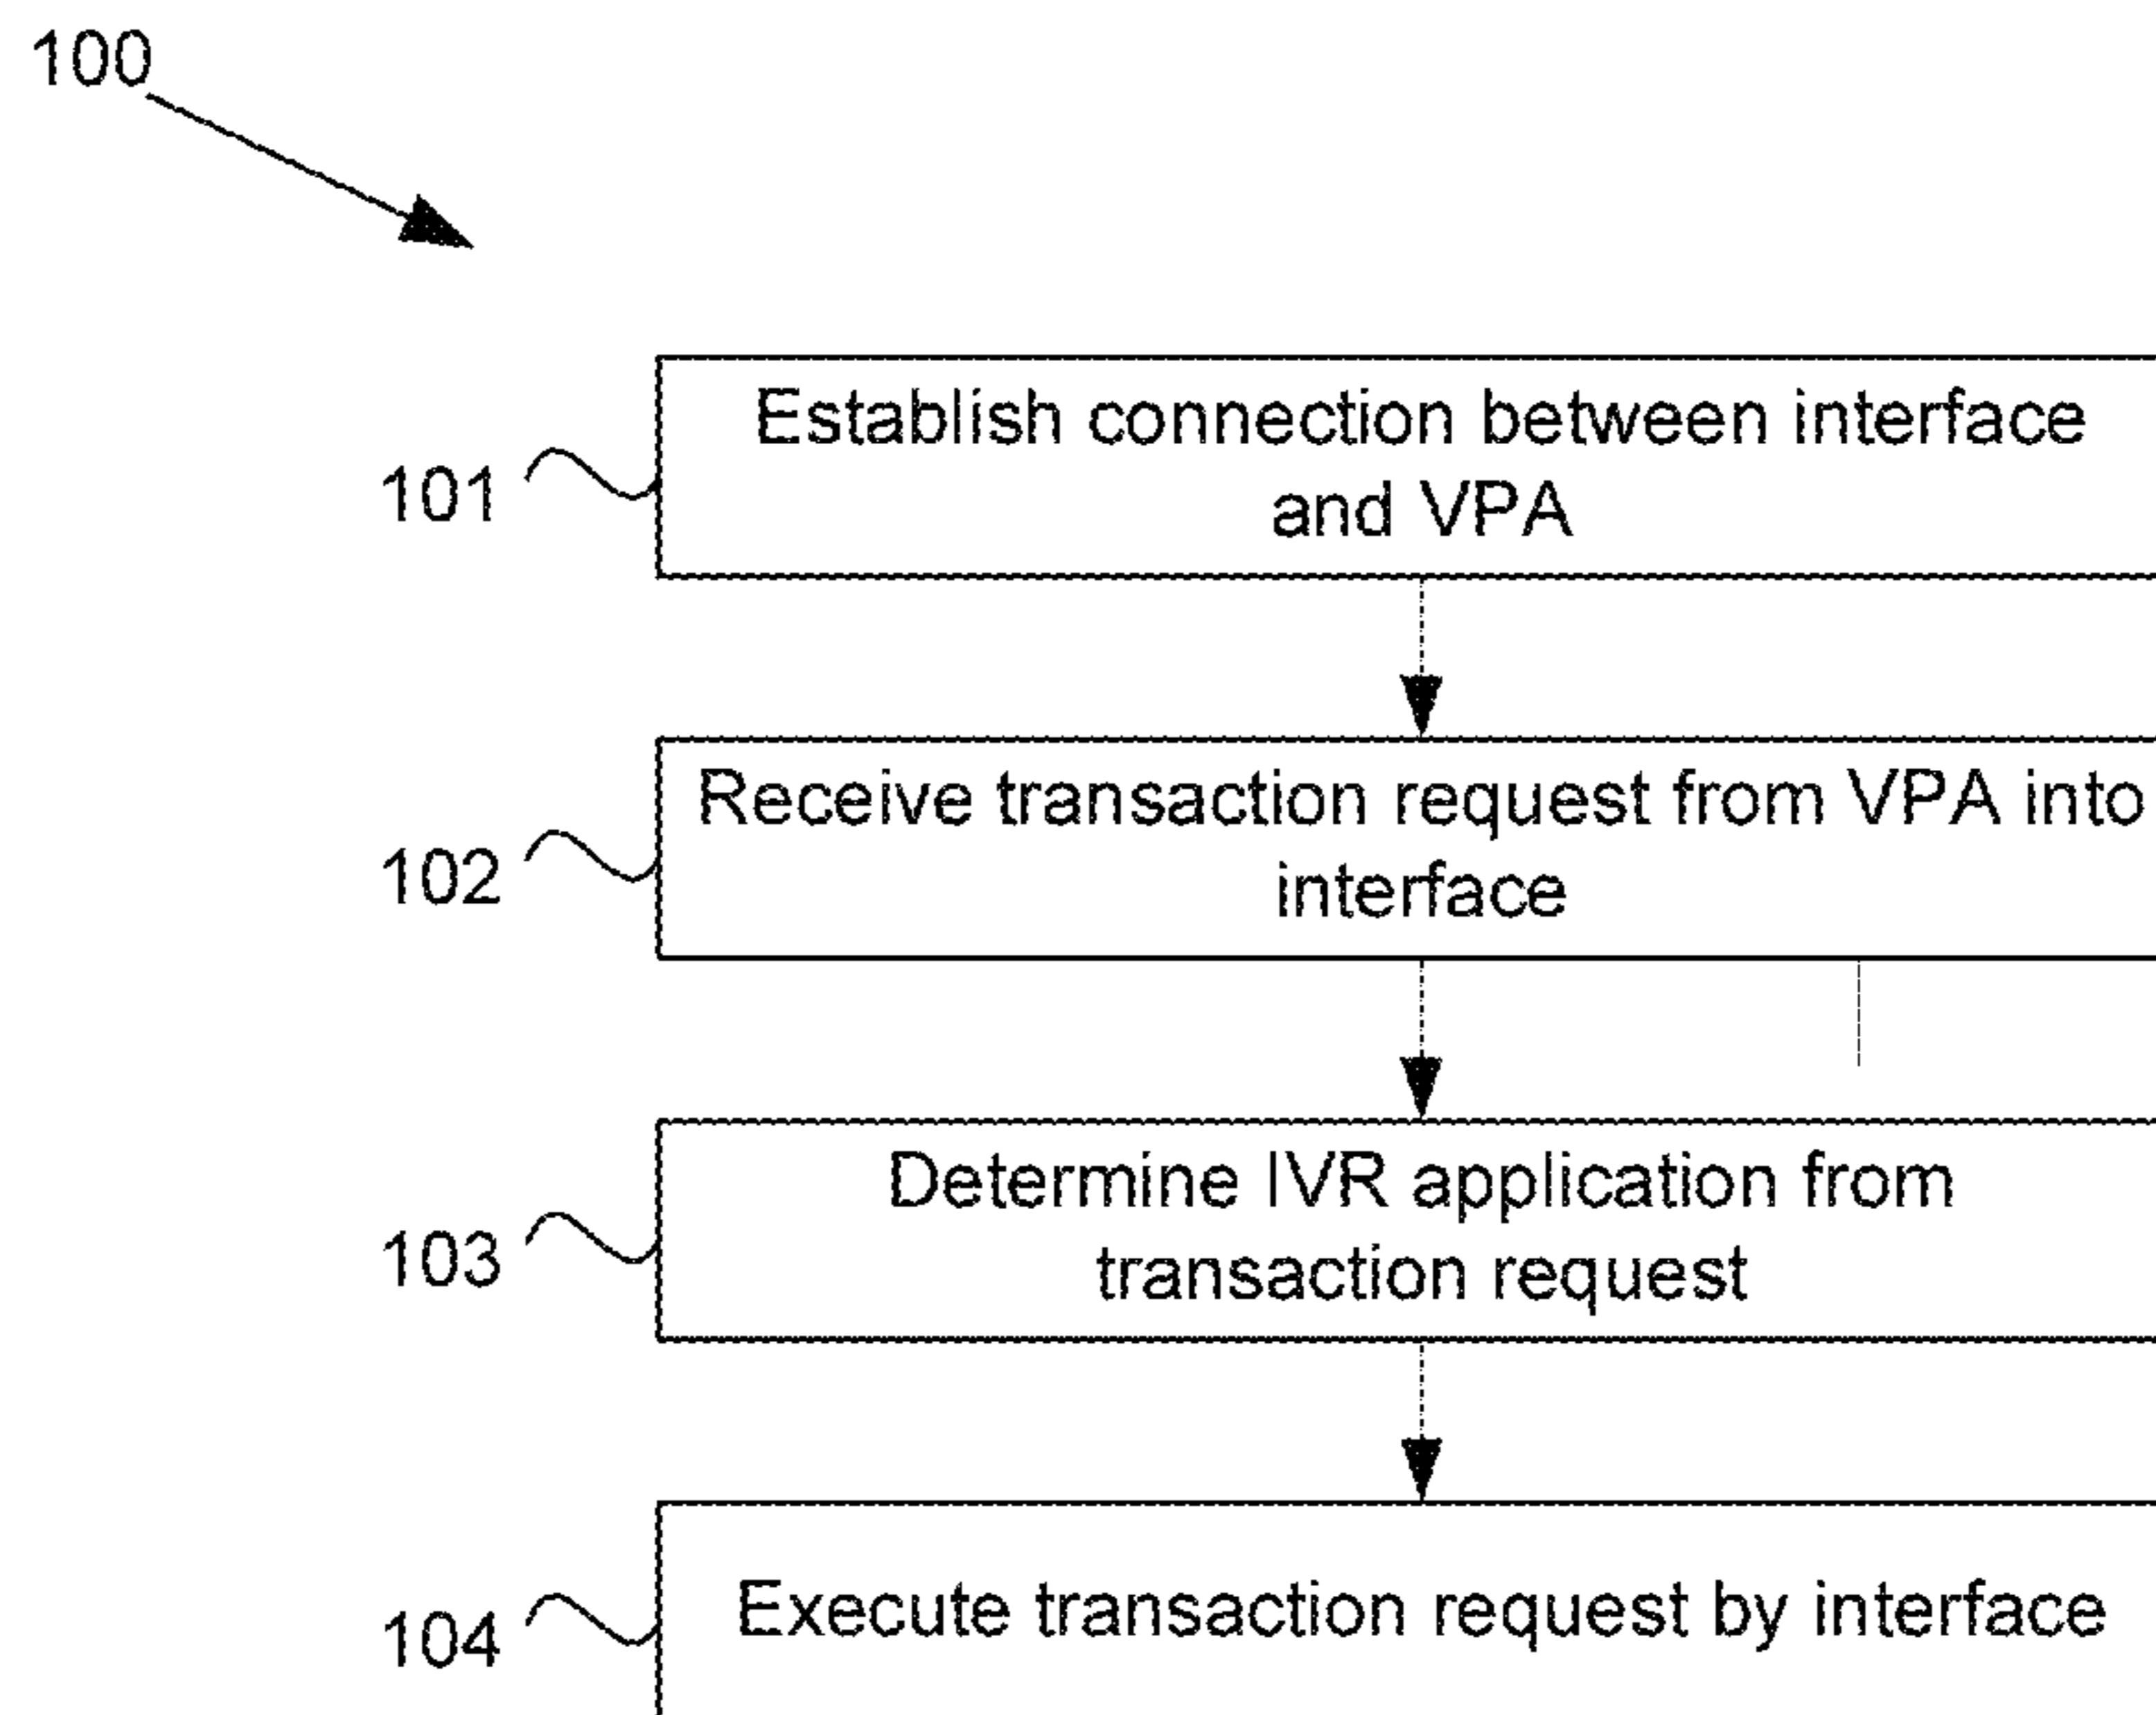 100
Establish connection between interface
and VPA
101
Receive transaction request from VPA into
interface
102
Determine IVR application from
transaction request
103
Execute transaction request by interface
104